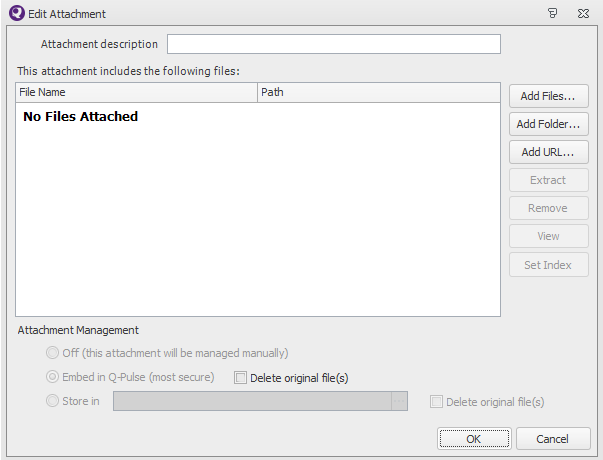 Edit Attachment
Attachment description
This attachment includes the following files:
File Name Path
No Files Attached
Add Files...
Add Folder...
Add URL...
Extract
Remove
View
Set Index
Attachment Management
Off (this attachment will be managed manually)
Embed in Q-Pulse (most secure) Delete original file(s)
Store in ... Delete original file(s)
OK Cancel